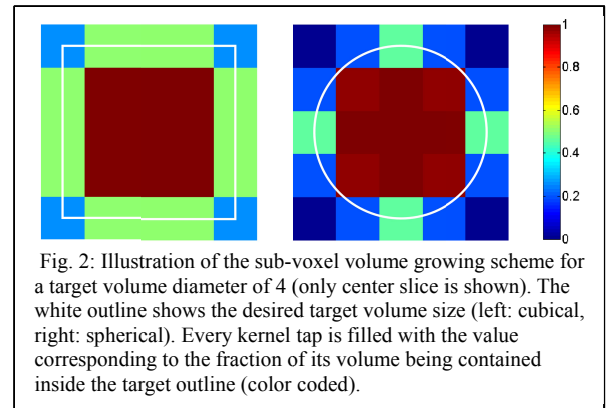 1
0.8
0.6
0.4
0.2
0
Fig. 2: Illustration of the sub-voxel volume growing scheme for
a target volume diameter of 4 (only center slice is shown). The
white outline shows the desired target volume size (left: cubical,
right: spherical). Every kernel tap is filled with the value
corresponding to the fraction of its volume being contained
inside the target outline (color coded).